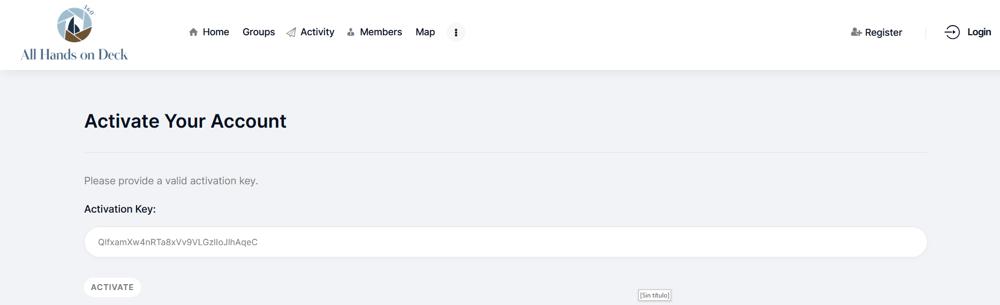 360°
All Hands on Deck
Home Groups Activity Members Map
Register Login
Activate Your Account
Please provide a valid activation key.
Activation Key:
QIfxamXw4nRTa8xVv9VLGzIIoJlhAqeC
ACTIVATE
[Sin título]